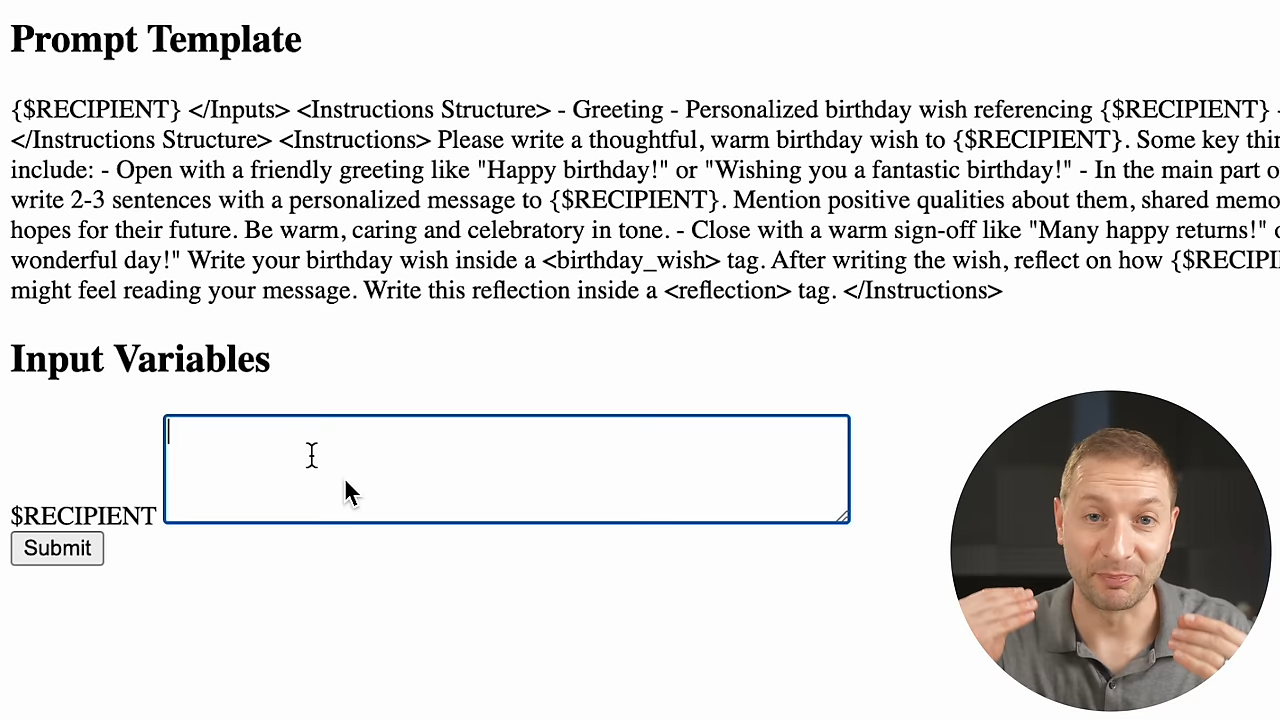 Prompt Template
{$RECIPIENT} </Inputs> <Instructions Structure> - Greeting - Personalized birthday wish referencing {$RECIPIENT} -
</Instructions Structure> <Instructions> Please write a thoughtful, warm birthday wish to {$RECIPIENT}. Some key
include: - Open with a friendly greeting like "Happy birthday!" or "Wishing you a fantastic birthday!" - In the main part
write 2-3 sentences with a personalized message to {$RECIPIENT}. Mention positive qualities about them, shared
hopes for their future. Be warm, caring and celebratory in tone. - Close with a warm sign-off like "Many happy returns!"
wonderful day!" Write your birthday wish inside a <birthday_wish> tag. After writing the wish, reflect on how
might feel reading your message. Write this reflection inside a <reflection> tag. </Instructions>
Input Variables
$RECIPIENT
Submit